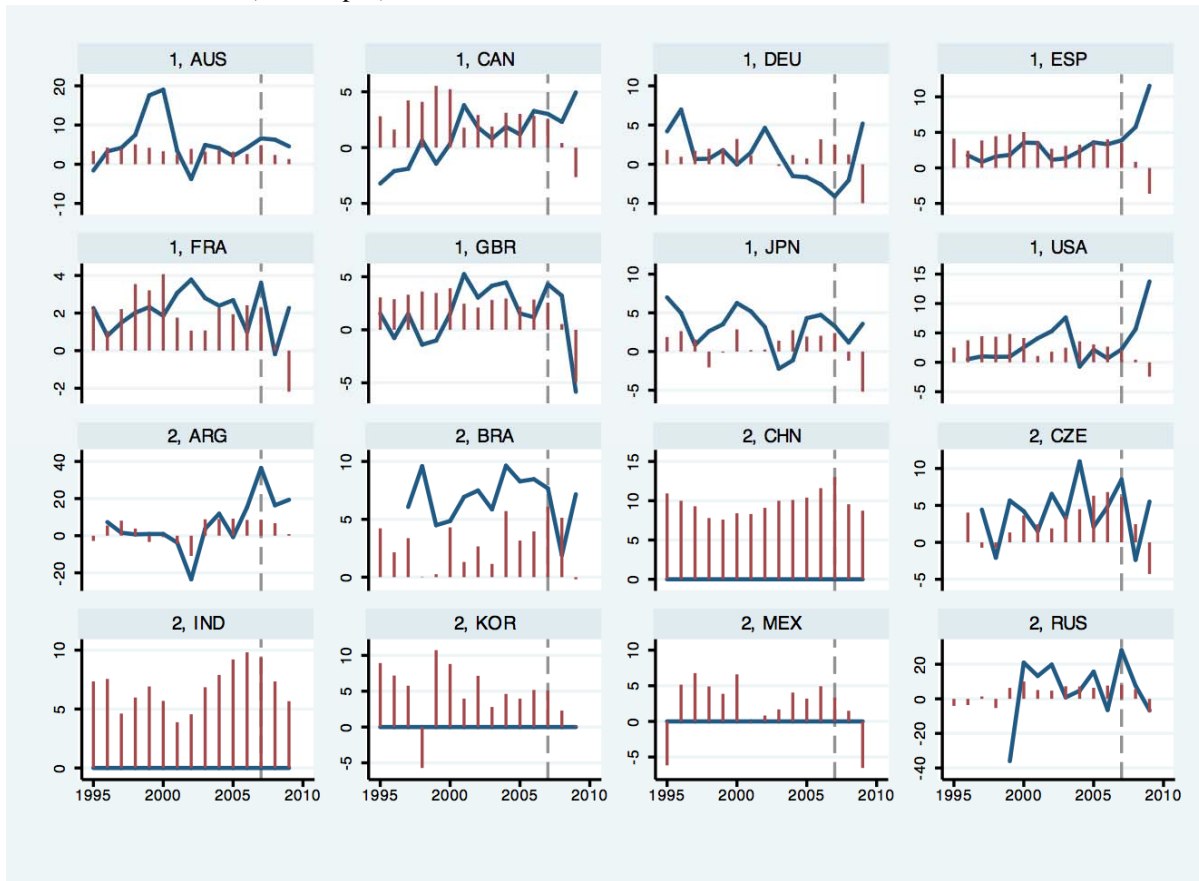 1, AUS 1, CAN 1, DEU 1, ESP
20 5 10 10
10 0 5 5
0 -5 0 0
-10 -5 -5
1, FRA 1, GBR 1, JPN 1, USA
4 5 10 15
2 0 5 10
0 -5 0 5
-2 -5 0
-5
2, ARG 2, BRA 2, CHN 2, CZE
40 10 15 10
20 5 10 5
0 0 5 0
-20 0 -5
2, IND 2, KOR 2, MEX 2, RUS
10 10 10 20
5 5 5 0
0 0 0 -20
-5 -5 -40
1995 2000 2005 2010 1995 2000 2005 2010 1995 2000 2005 2010 1995 2000 2005 2010